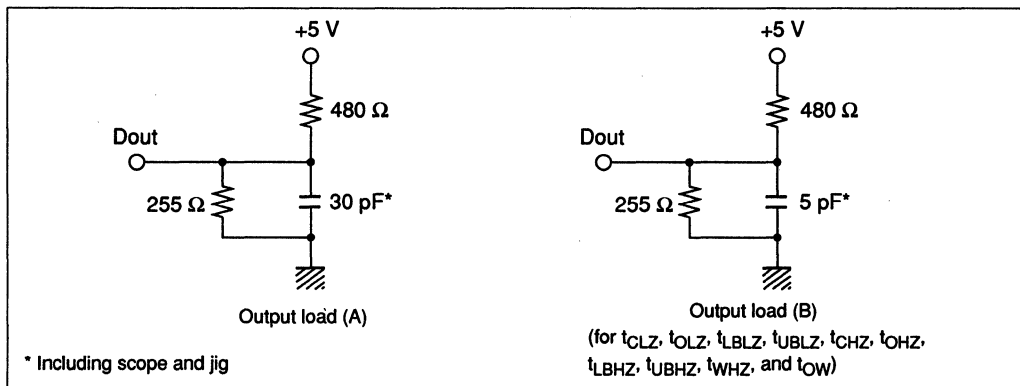 +5 V
480 Ω
Dout
255 Ω
30 pF*
Output load (A)
* Including scope and jig
+5 V
480 Ω
Dout
255 Ω
5 pF*
Output load (B)
(for tCLZ, tOLZ, tLBLZ, tUBLZ, tCHZ, tOHZ,
tLBHZ, tUBHZ, tWHZ, and tOW)